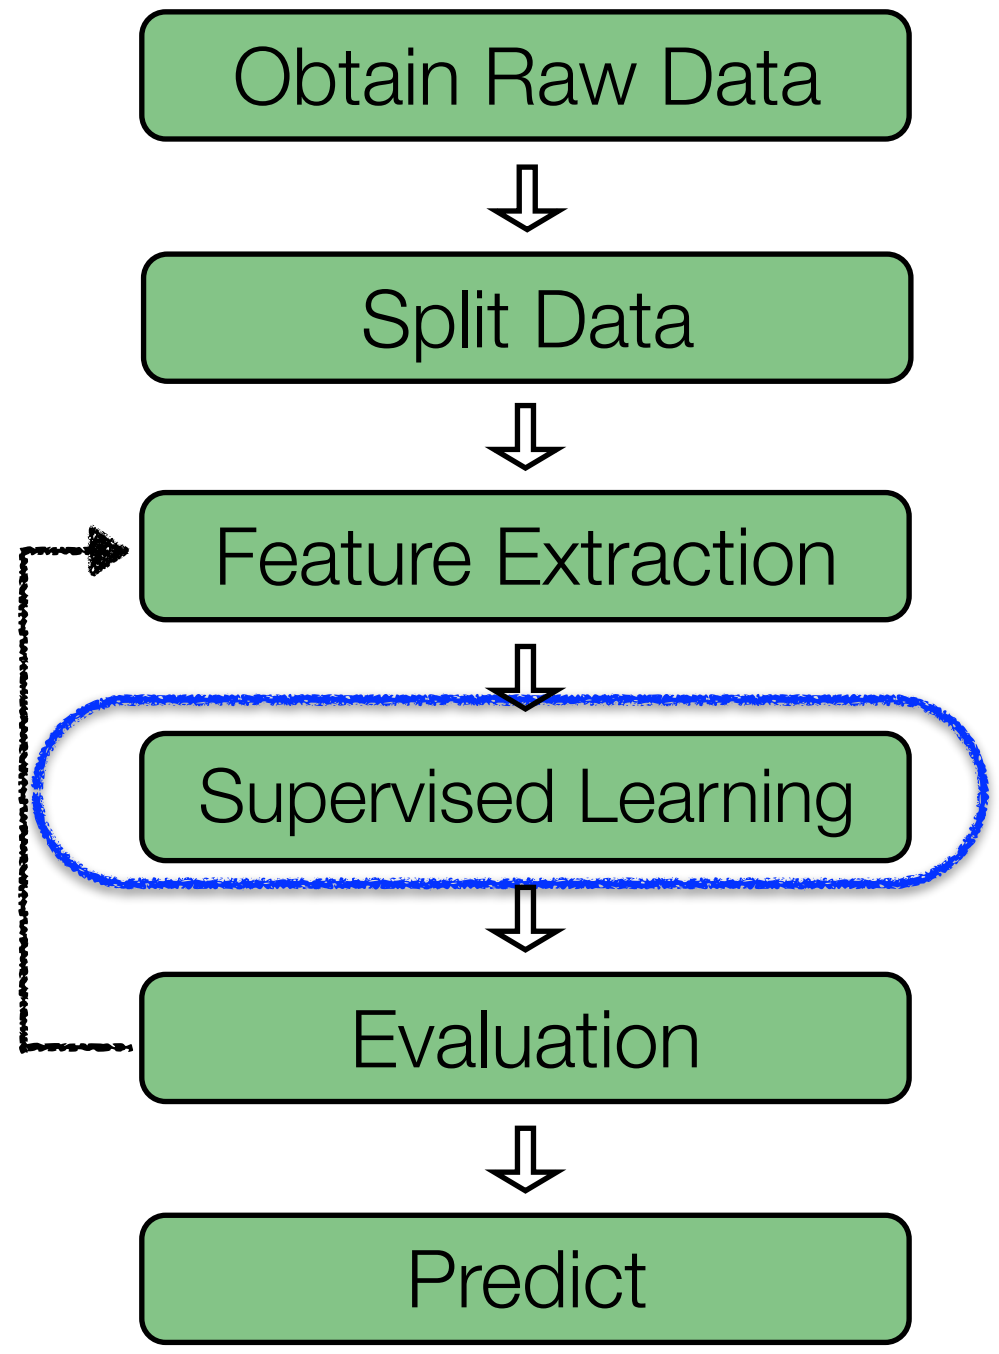 Obtain Raw Data
Split Data
Feature Extraction
Supervised Learning
Evaluation
Predict